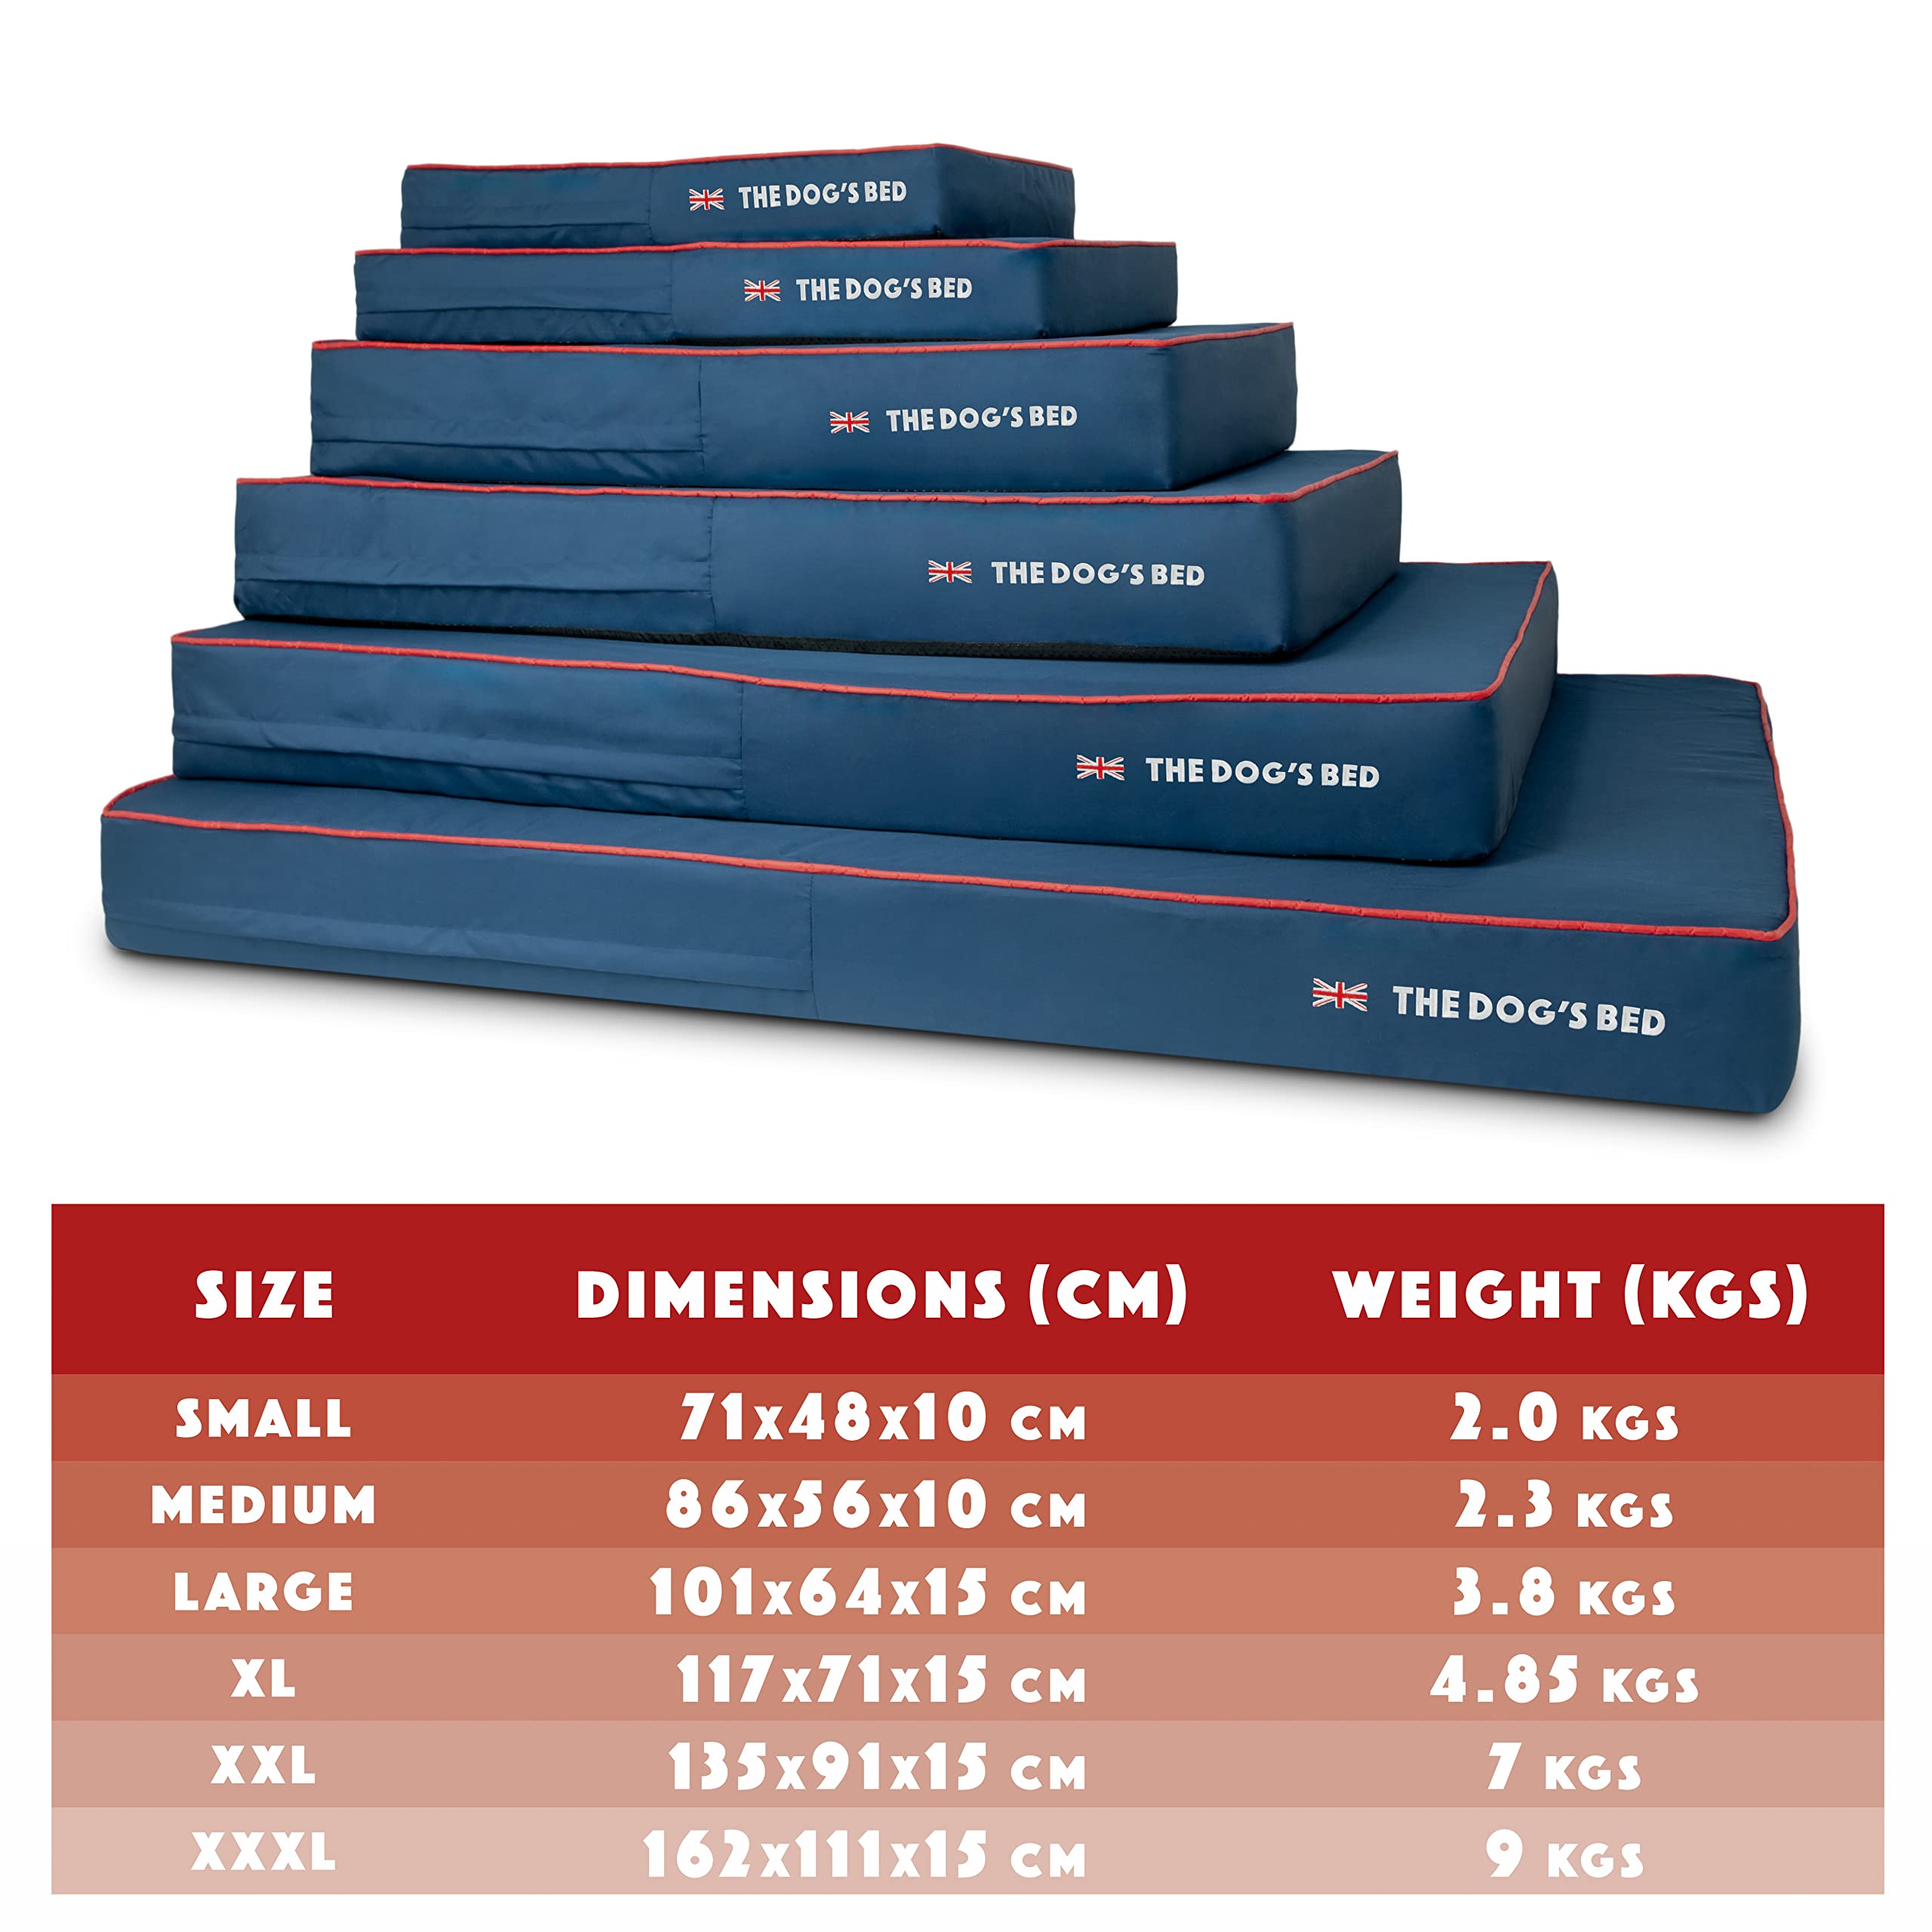 THE DOG'S BED
THE DOG'S BED
THE DOG'S BED
THE DOG'S BED
THE DOG'S BED
THE DOG'S BED
SIZE DIMENSIONS (CM) WEIGHT (KGS)
SMALL 71x48x10 CM 2.0 KGS
MEDIUM 86x56x10 CM 2.3 KGS
LARGE 101x64x15 CM 3.8 KGS
XL 117x71x15 CM 4.85 KGS
XXL 135x91x15 CM 7 KGS
XXXL 162x111x15 CM 9 KGS